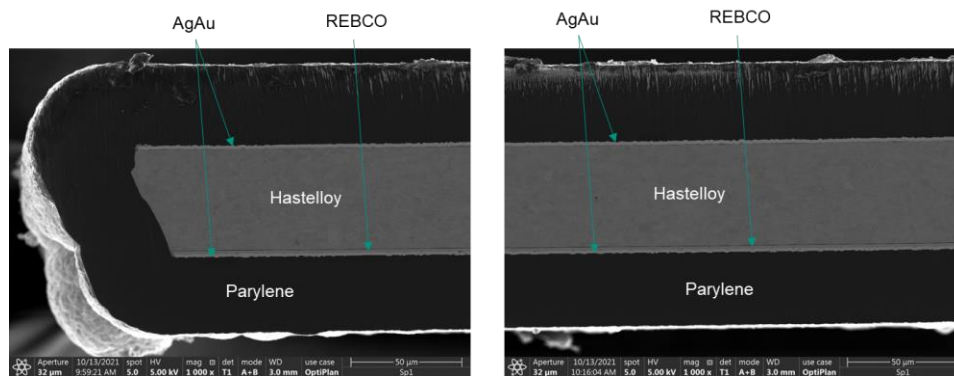 AgAu
REBCO
Hastelloy
Parylene
Aperture 10/13/2021 spot HV mag det mode WD use case 50 µm
32 µm 9:59:21 AM 5.0 5.00 kV 1 000 x T1 A+B 3.0 mm OptiPlan Sp1
AgAu
REBCO
Hastelloy
Parylene
Aperture 10/13/2021 spot HV mag det mode WD use case 50 µm
32 µm 10:16:04 AM 5.0 5.00 kV 1 000 x T1 A+B 3.0 mm OptiPlan Sp1